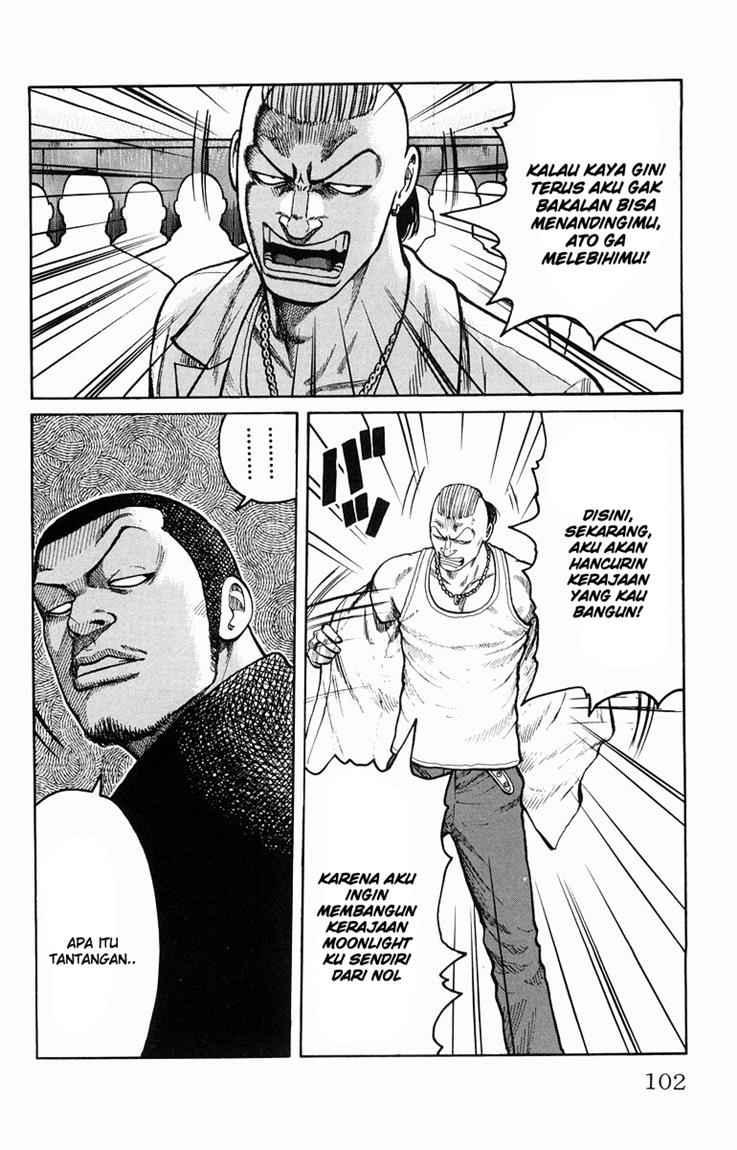 KALAU KAYA GINI
TERUS AKU GAK
BAKALAN BISA
MENANDINGIMU,
ATO GA
MELEBIHIMU!
DISINI,
SEKARANG,
AKU AKAN
HANCURIN
KERAJAAN
YANG KAU
BANGUN!
バッ
KARENA AKU
INGIN
MEMBANGUN
KERAJAAN
MOONLIGHT
KU SENDIRI
DARI NOL
APA ITU
TANTANGAN..
102